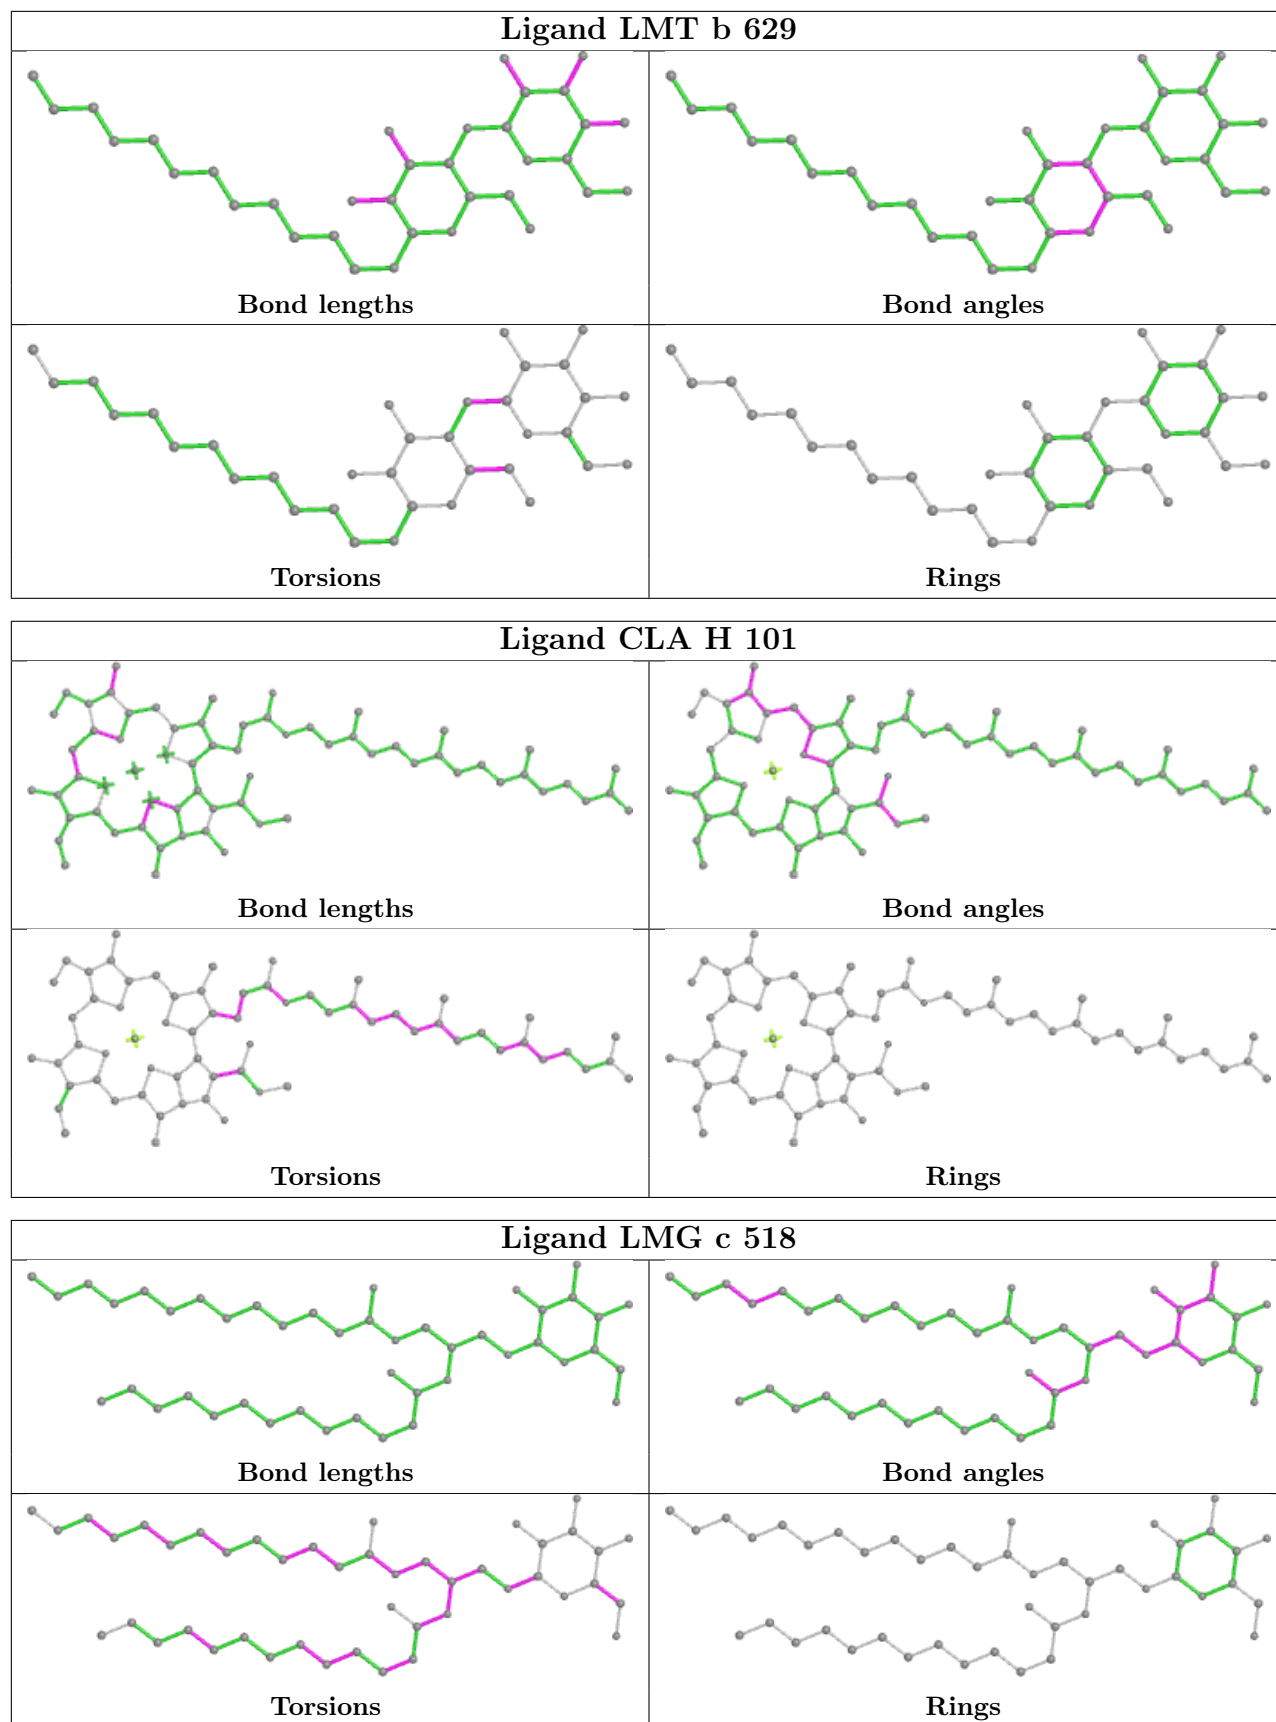 Ligand LMT b 629
Bond lengths
Bond angles
Torsions
Rings
Ligand CLA H 101
Bond lengths
Bond angles
Torsions
Rings
Ligand LMG c 518
Bond lengths
Bond angles
Torsions
Rings